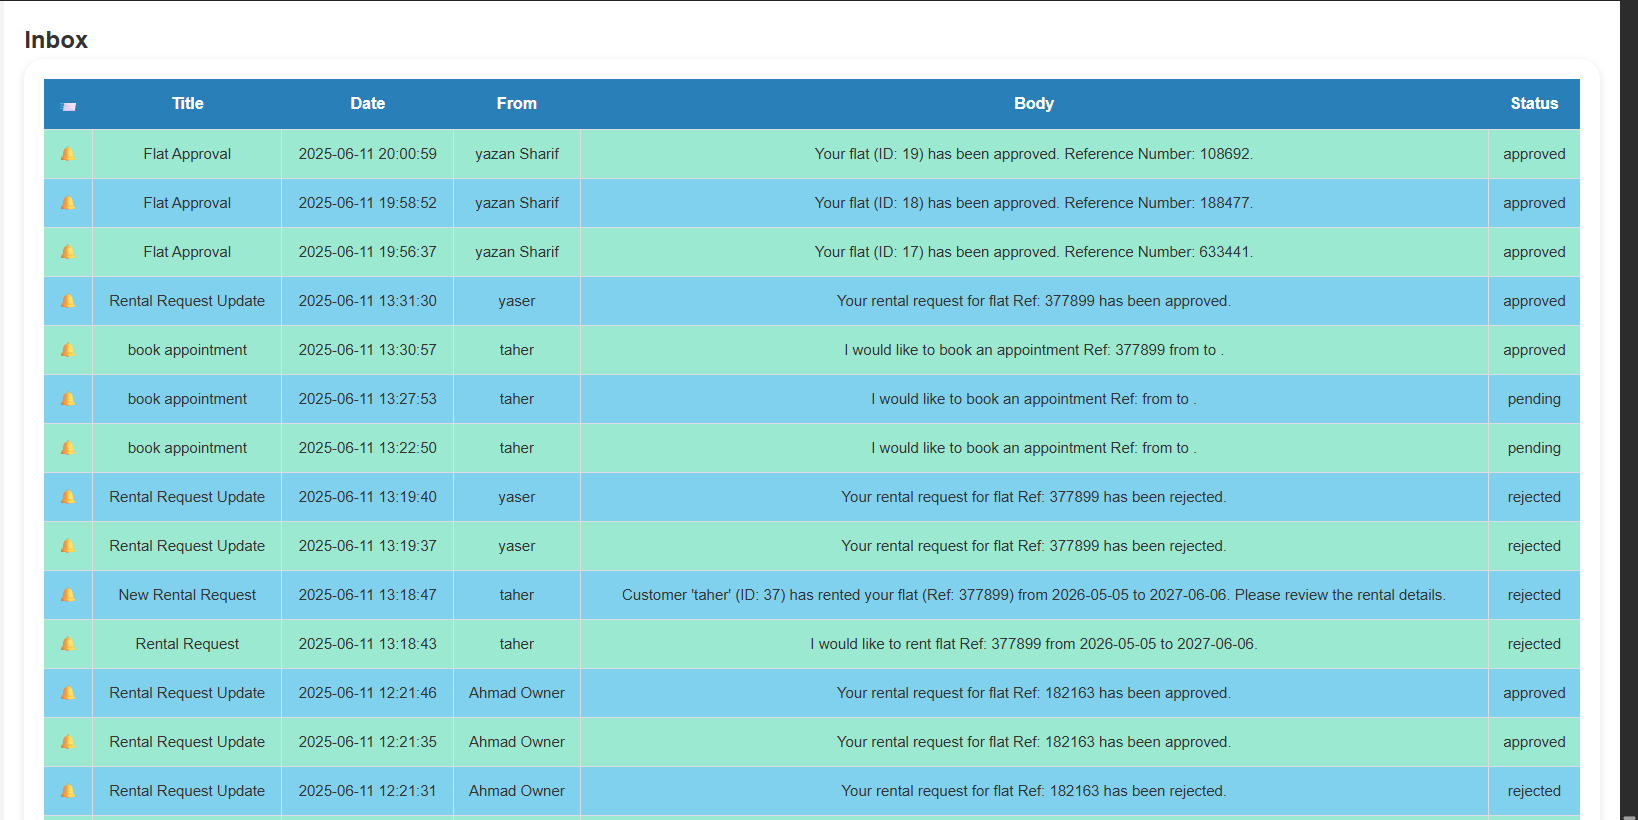 Inbox
Title Date From Body Status
Flat Approval 2025-06-11 20:00:59 yazan Sharif Your flat (ID: 19) has been approved. Reference Number: 108692. approved
Flat Approval 2025-06-11 19:58:52 yazan Sharif Your flat (ID: 18) has been approved. Reference Number: 188477. approved
Flat Approval 2025-06-11 19:56:37 yazan Sharif Your flat (ID: 17) has been approved. Reference Number: 633441. approved
Rental Request Update 2025-06-11 13:31:30 yaser Your rental request for flat Ref: 377899 has been approved. approved
book appointment 2025-06-11 13:30:57 taher I would like to book an appointment Ref: 377899 from to . approved
book appointment 2025-06-11 13:27:53 taher I would like to book an appointment Ref: from to . pending
book appointment 2025-06-11 13:22:50 taher I would like to book an appointment Ref: from to . pending
Rental Request Update 2025-06-11 13:19:40 yaser Your rental request for flat Ref: 377899 has been rejected. rejected
Rental Request Update 2025-06-11 13:19:37 yaser Your rental request for flat Ref: 377899 has been rejected. rejected
New Rental Request 2025-06-11 13:18:47 taher Customer 'taher' (ID: 37) has rented your flat (Ref: 377899) from 2026-05-05 to 2027-06-06. Please review the rental details. rejected
Rental Request 2025-06-11 13:18:43 taher I would like to rent flat Ref: 377899 from 2026-05-05 to 2027-06-06. rejected
Rental Request Update 2025-06-11 12:21:46 Ahmad Owner Your rental request for flat Ref: 182163 has been approved. approved
Rental Request Update 2025-06-11 12:21:35 Ahmad Owner Your rental request for flat Ref: 182163 has been approved. approved
Rental Request Update 2025-06-11 12:21:31 Ahmad Owner Your rental request for flat Ref: 182163 has been rejected. rejected